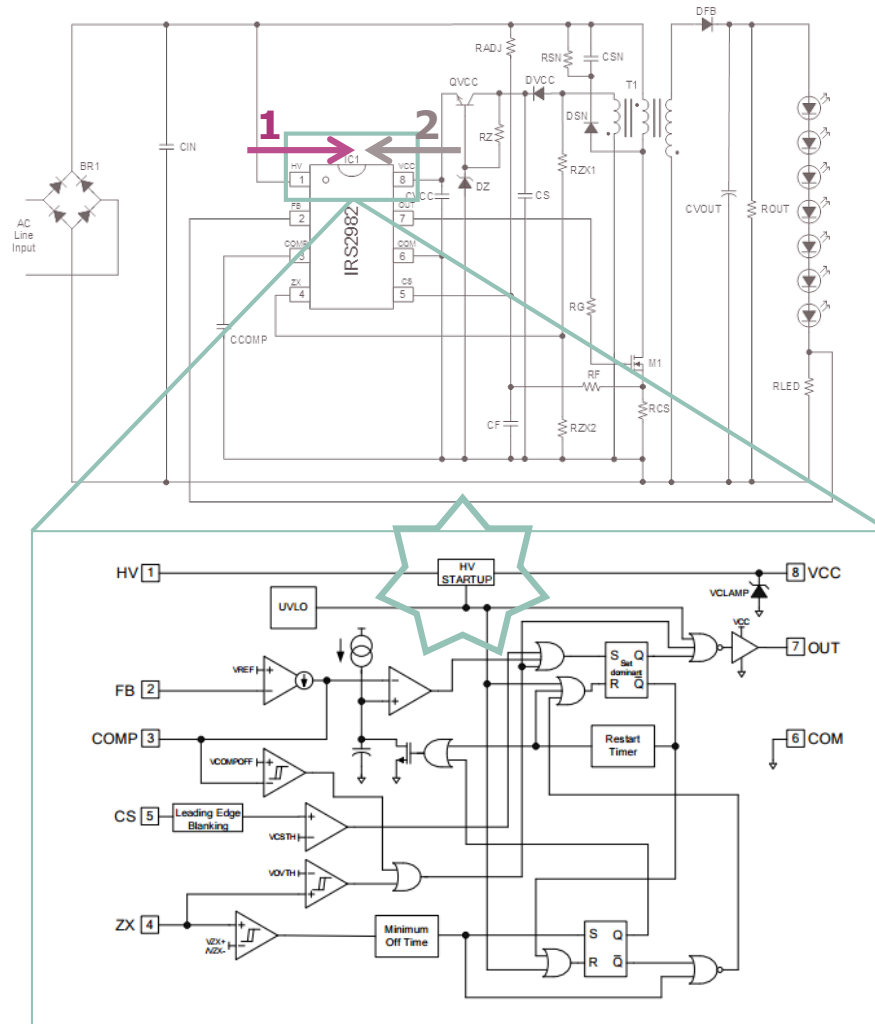 DFB
RADJ
RSN
CSN
QVCC
DVCC
T1
1
2
DSN
CIN
RZ
IC1
BR1
HV
1
VCC
8
CVCC
DZ
CS
RZX1
AC
Line
Input
FB
2
OUT
7
CVOUT
ROUT
COMP
3
COM
6
IRS2982
ZX
4
CS
5
RG
CCOMP
M1
RF
RLED
RCS
CF
RZX2
HV 1
HV
STARTUP
8 VCC
VCLAMP
UVLO
VCC
VREF
S Q
Set
dominant
R Q
7 OUT
FB 2
COMP 3
Restart
Timer
6 COM
VCOMPOFF
CS 5
Leading Edge
Blanking
VCSTH
VOVTH
ZX 4
VZX+
/VZX-
Minimum
Off Time
S Q
R Q